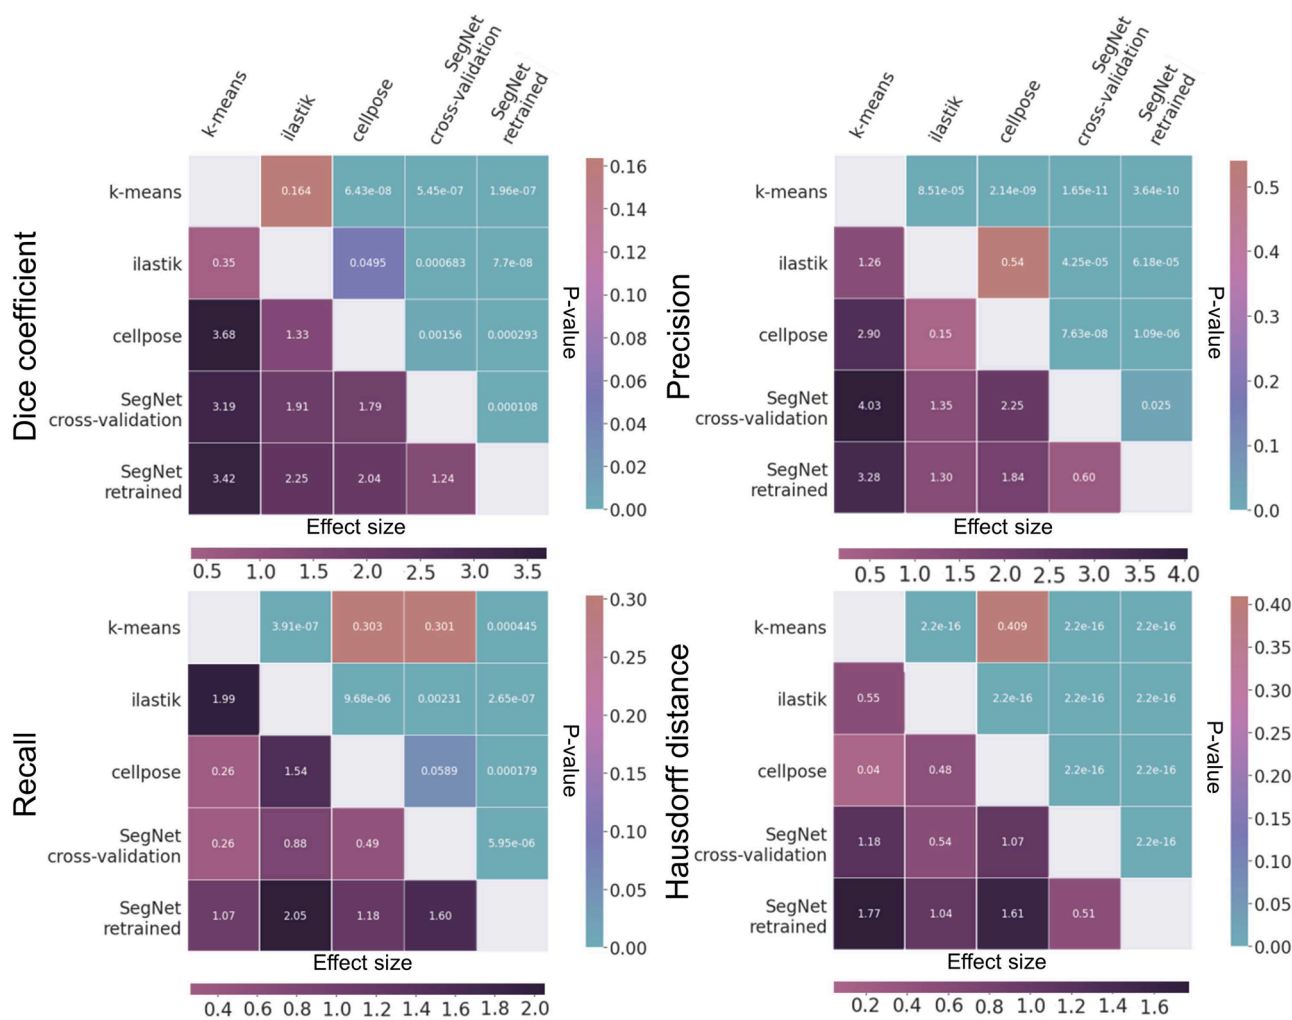 Dice coefficient
k-means
ilastik
cellpose
SegNet
cross-validation
SegNet
retrained
k-means
0.164
6.43e-08
5.45e-07
1.96e-07
ilastik
0.35
0.0495
0.000683
7.7e-08
cellpose
3.68
1.33
0.00156
0.000293
SegNet
cross-validation
3.19
1.91
1.79
0.000108
SegNet
retrained
3.42
2.25
2.04
1.24
Effect size
0.5 1.0 1.5 2.0 2.5 3.0 3.5
0.16
0.14
0.12
0.10
0.08
0.06
0.04
0.02
0.00
P-value
Precision
k-means
ilastik
cellpose
SegNet
cross-validation
SegNet
retrained
k-means
8.51e-05
2.14e-09
1.65e-11
3.64e-10
ilastik
1.26
0.54
4.25e-05
6.18e-05
cellpose
2.90
0.15
7.63e-08
1.09e-06
SegNet
cross-validation
4.03
1.35
2.25
0.025
SegNet
retrained
3.28
1.30
1.84
0.60
Effect size
0.5 1.0 1.5 2.0 2.5 3.0 3.5 4.0
0.5
0.4
0.3
0.2
0.1
0.0
P-value
Recall
k-means
3.91e-07
0.303
0.301
0.000445
ilastik
1.99
9.68e-06
0.00231
2.65e-07
cellpose
0.26
1.54
0.0589
0.000179
SegNet
cross-validation
0.26
0.88
0.49
5.95e-06
SegNet
retrained
1.07
2.05
1.18
1.60
Effect size
0.4 0.6 0.8 1.0 1.2 1.4 1.6 1.8 2.0
0.30
0.25
0.20
0.15
0.10
0.05
0.00
P-value
Hausdorff distance
k-means
2.2e-16
0.409
2.2e-16
2.2e-16
ilastik
0.55
2.2e-16
2.2e-16
2.2e-16
cellpose
0.04
0.48
2.2e-16
2.2e-16
SegNet
cross-validation
1.18
0.54
1.07
2.2e-16
SegNet
retrained
1.77
1.04
1.61
0.51
Effect size
0.2 0.4 0.6 0.8 1.0 1.2 1.4 1.6
0.40
0.35
0.30
0.25
0.20
0.15
0.10
0.05
0.00
P-value